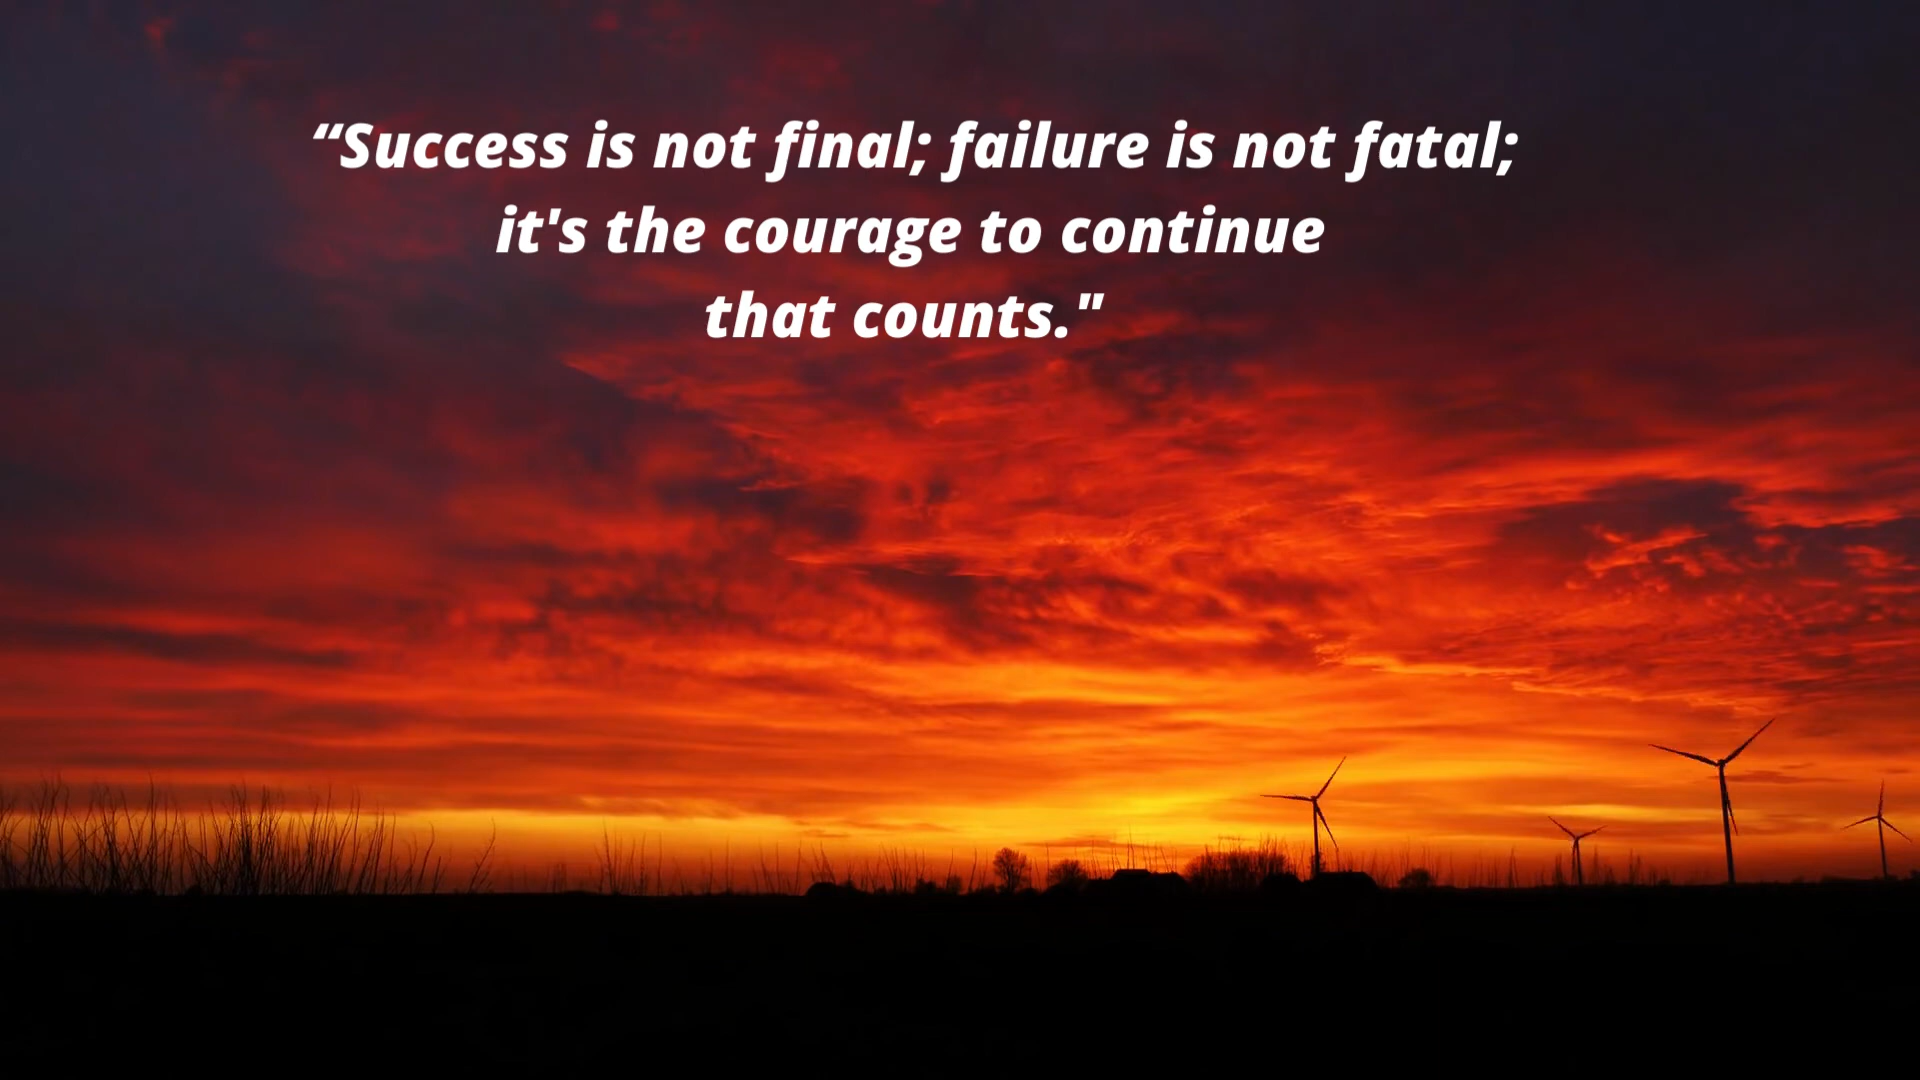 “Success is not final; failure is not fatal;
it's the courage to continue
that counts."